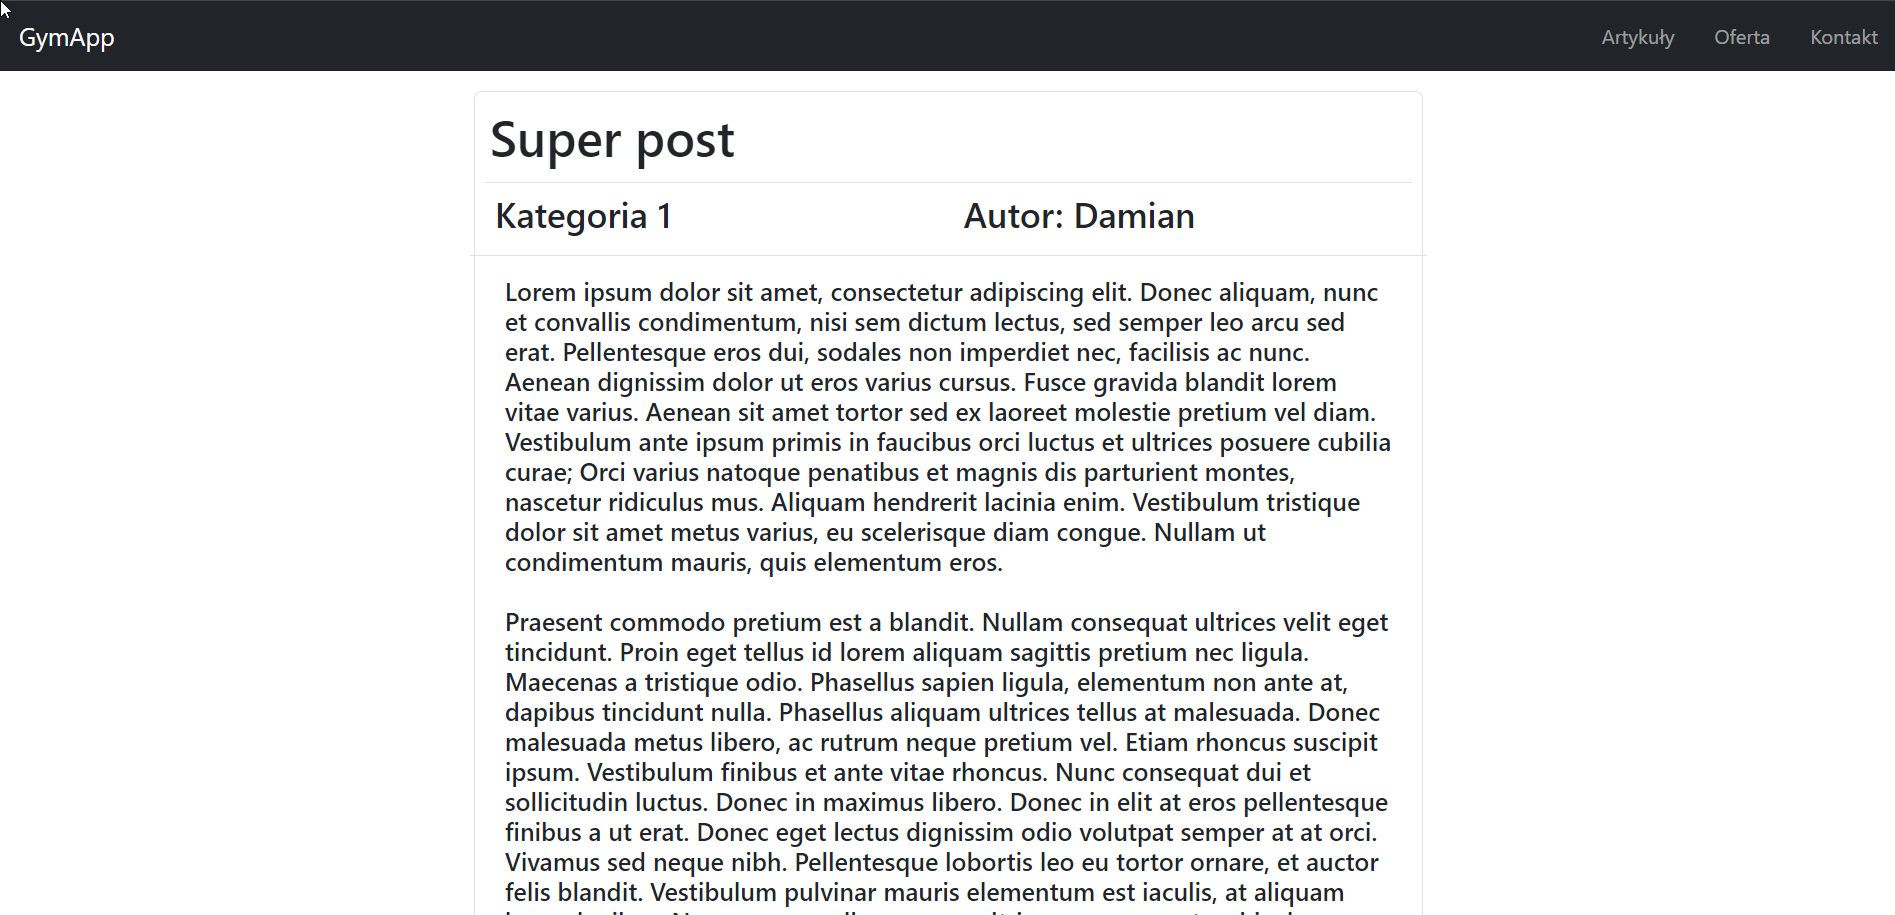 GymApp
Artykuły Oferta Kontakt
Super post
Kategoria 1
Autor: Damian
Lorem ipsum dolor sit amet, consectetur adipiscing elit. Donec aliquam, nunc
et convallis condimentum, nisi sem dictum lectus, sed semper leo arcu sed
erat. Pellentesque eros dui, sodales non imperdiet nec, facilisis ac nunc.
Aenean dignissim dolor ut eros varius cursus. Fusce gravida blandit lorem
vitae varius. Aenean sit amet tortor sed ex laoreet molestie pretium vel diam.
Vestibulum ante ipsum primis in faucibus orci luctus et ultrices posuere cubilia
curae; Orci varius natoque penatibus et magnis dis parturient montes,
nascetur ridiculus mus. Aliquam hendrerit lacinia enim. Vestibulum tristique
dolor sit amet metus varius, eu scelerisque diam congue. Nullam ut
condimentum mauris, quis elementum eros.
Praesent commodo pretium est a blandit. Nullam consequat ultrices velit eget
tincidunt. Proin eget tellus id lorem aliquam sagittis pretium nec ligula.
Maecenas a tristique odio. Phasellus sapien ligula, elementum non ante at,
dapibus tincidunt nulla. Phasellus aliquam ultrices tellus at malesuada. Donec
malesuada metus libero, ac rutrum neque pretium vel. Etiam rhoncus suscipit
ipsum. Vestibulum finibus et ante vitae rhoncus. Nunc consequat dui et
sollicitudin luctus. Donec in maximus libero. Donec in elit at eros pellentesque
finibus a ut erat. Donec eget lectus dignissim odio volutpat semper at at orci.
Vivamus sed neque nibh. Pellentesque lobortis leo eu tortor ornare, et auctor
felis blandit. Vestibulum pulvinar mauris elementum est iaculis, at aliquam